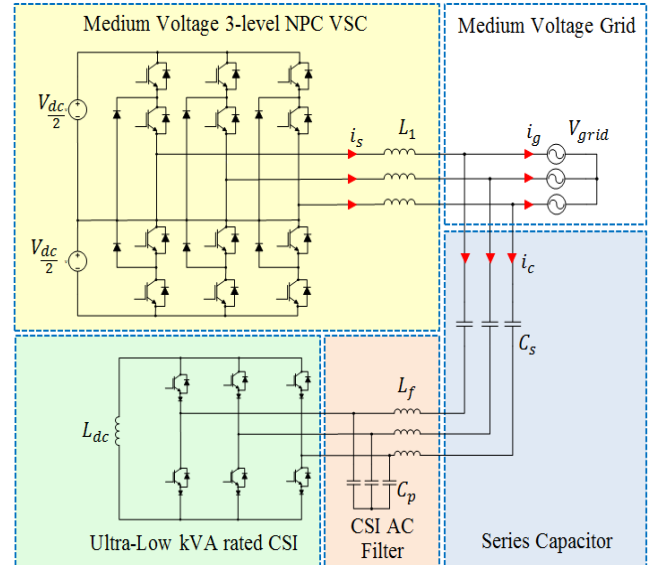 Medium Voltage 3-level NPC VSC
Medium Voltage Grid
V_dc/2
i_s
L_1
i_g
V_grid
V_dc/2
i_c
C_s
L_dc
L_f
C_p
CSI AC
Filter
Ultra-Low kVA rated CSI
Series Capacitor